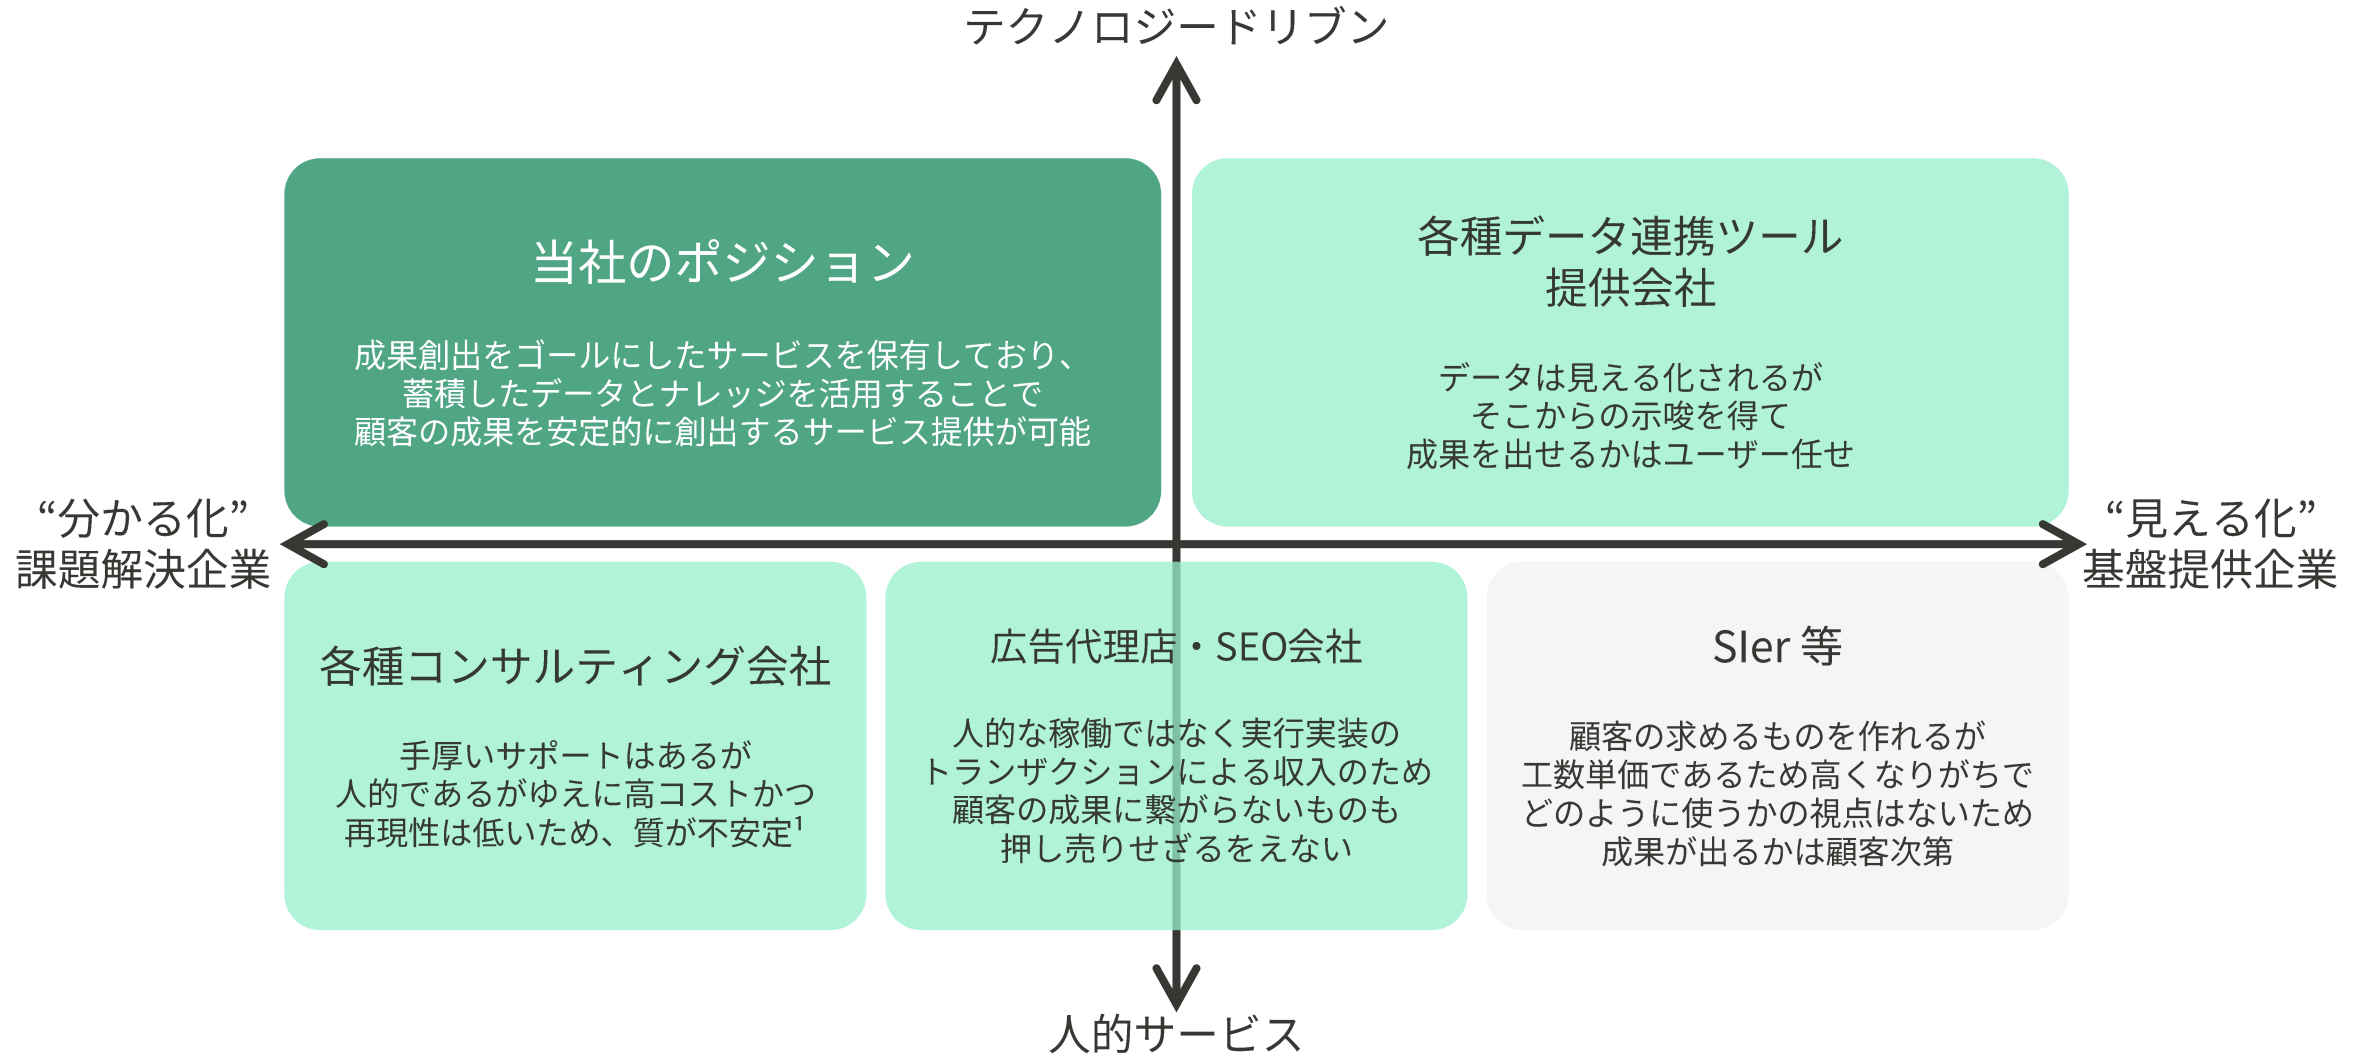 テクノロジードリブン
当社のポジション
成果創出をゴールにしたサービスを保有しており、
蓄積したデータとナレッジを活用することで
顧客の成果を安定的に創出するサービス提供が可能
各種データ連携ツール
提供会社
データは見える化されるが
そこからの示唆を得て
成果を出せるかはユーザー任せ
“分かる化”
課題解決企業
“見える化”
基盤提供企業
各種コンサルティング会社
手厚いサポートはあるが
人的であるがゆえに高コストかつ
再現性は低いため、質が不安定¹
広告代理店・SEO会社
人的な稼働ではなく実行実装の
トランザクションによる収入のため
顧客の成果に繋がらないものも
押し売りせざるをえない
SIer 等
顧客の求めるものを作れるが
工数単価であるため高くなりがちで
どのように使うかの視点はないため
成果が出るかは顧客次第
人的サービス